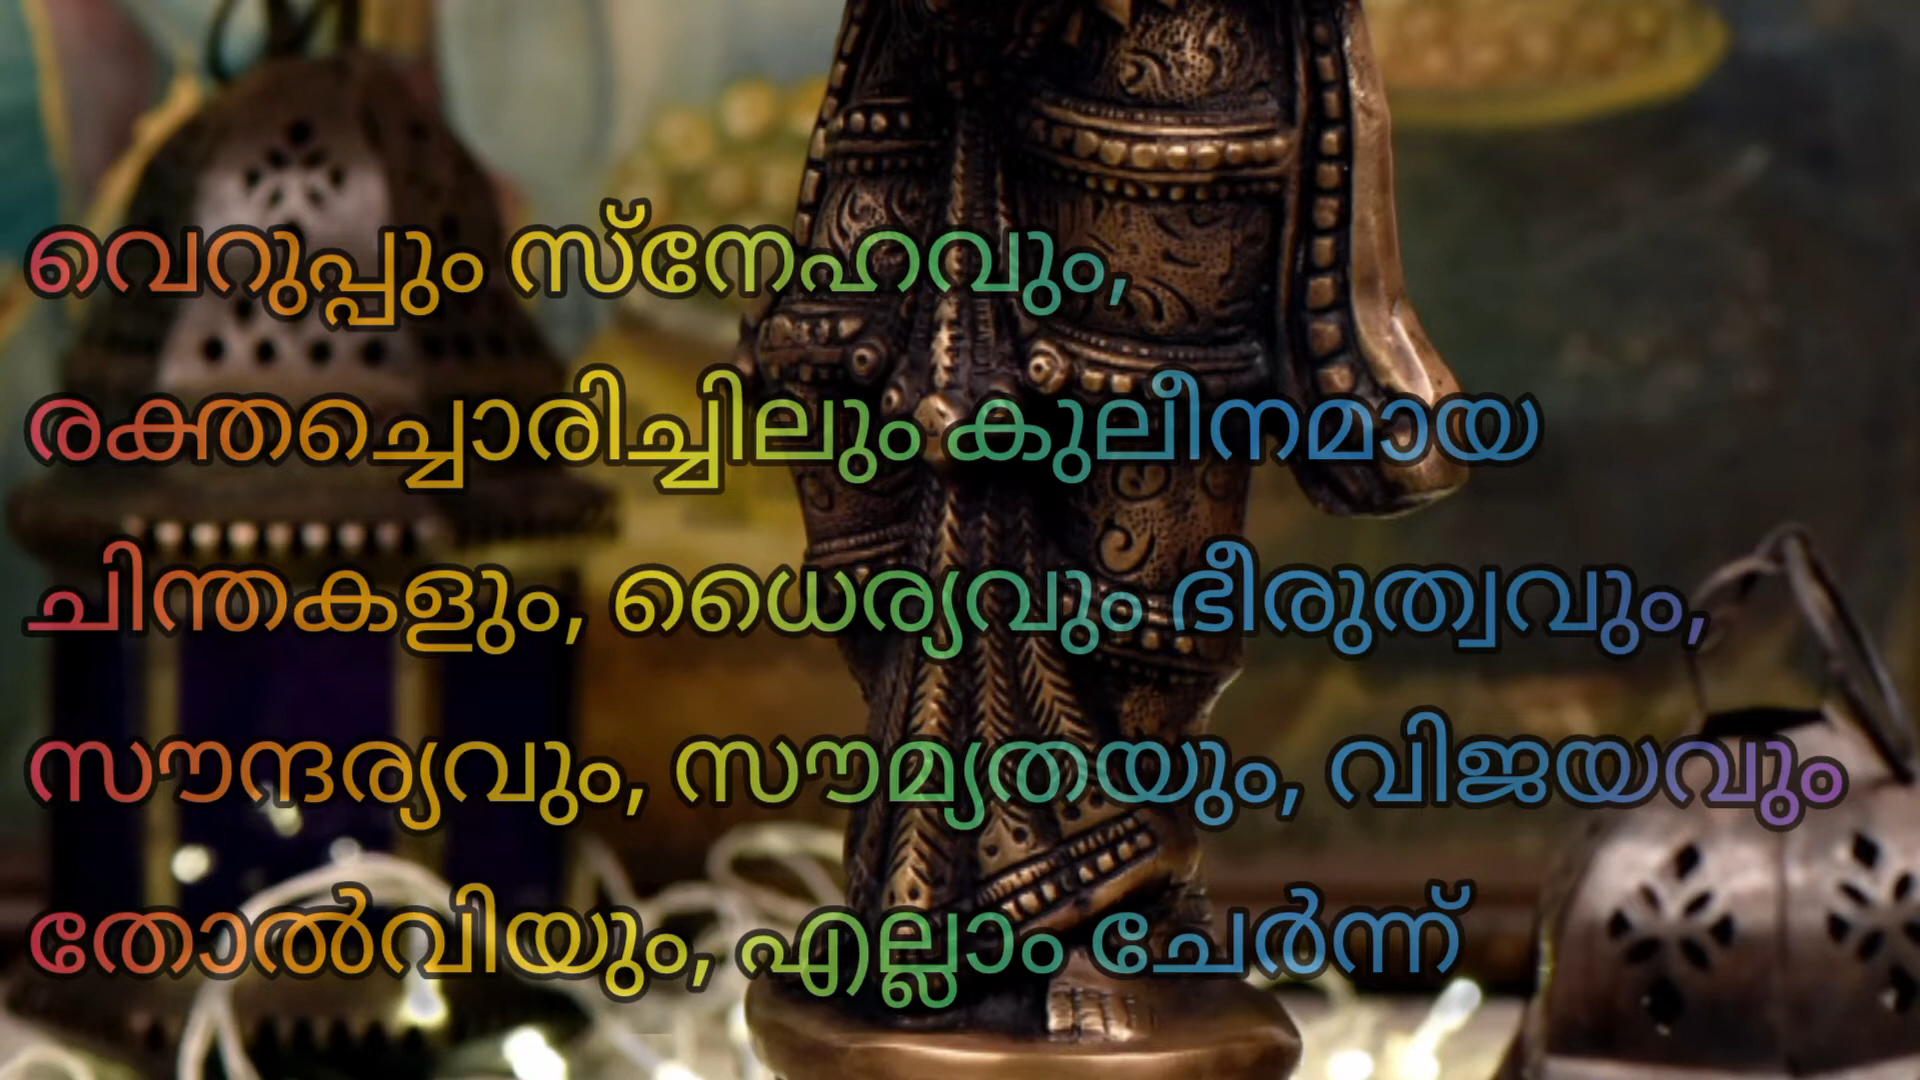 വെറുപ്പും സ്നേഹവും,
രക്തച്ചൊരിച്ചിലും കുലീനമായ
ചിന്തകളും, ധൈര്യവും ഭീരുത്വവും,
സൗന്ദര്യവും, സൗമ്യതയും, വിജയവും
തോൽവിയും, എല്ലാം ചേർന്ന്